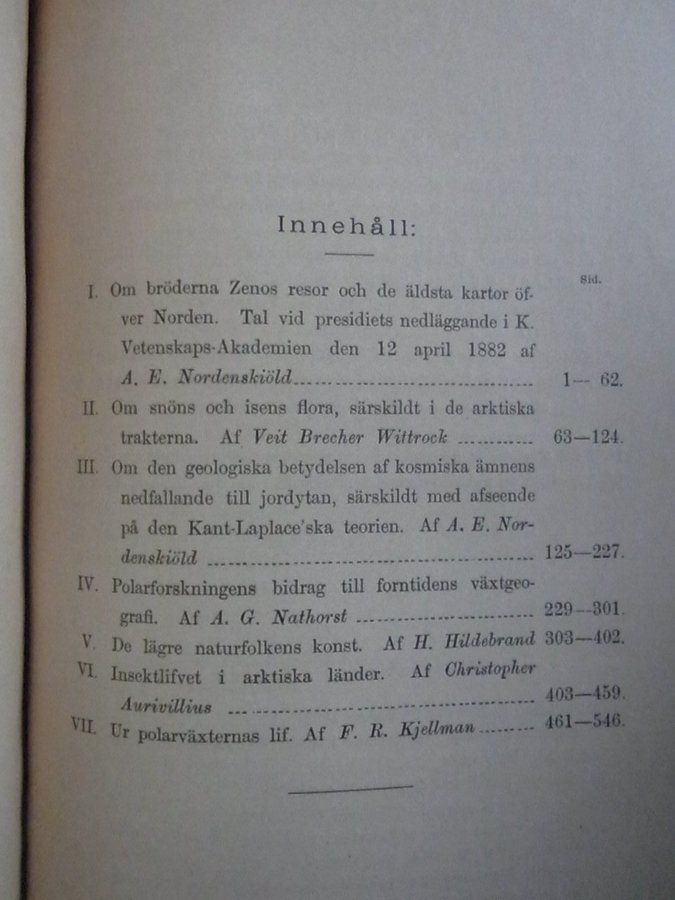 Innehåll:
Sid.
I. Om bröderna Zenos resor och de äldsta kartor öf-
ver Norden. Tal vid presidiets nedläggande i K.
Vetenskaps-Akademien den 12 april 1882 af
A. E. Nordenskiöld 1— 62.
II. Om snöns och isens flora, särskildt i de arktiska
trakterna. Af Veit Brecher Wittrock 63—124.
III. Om den geologiska betydelsen af kosmiska ämnens
nedfallande till jordytan, särskildt med afseende
på den Kant-Laplace'ska teorien. Af A. E. Nor-
denskiöld 125—227.
IV. Polarforskningens bidrag till forntidens växtgeo-
grafi. Af A. G. Nathorst 229—301.
V. De lägre naturfolkens konst. Af H. Hildebrand 303—402.
VI. Insektlifvet i arktiska länder. Af Christopher
Aurivillius 403—459.
VII. Ur polarväxternas lif. Af F. R. Kjellman 461—546.